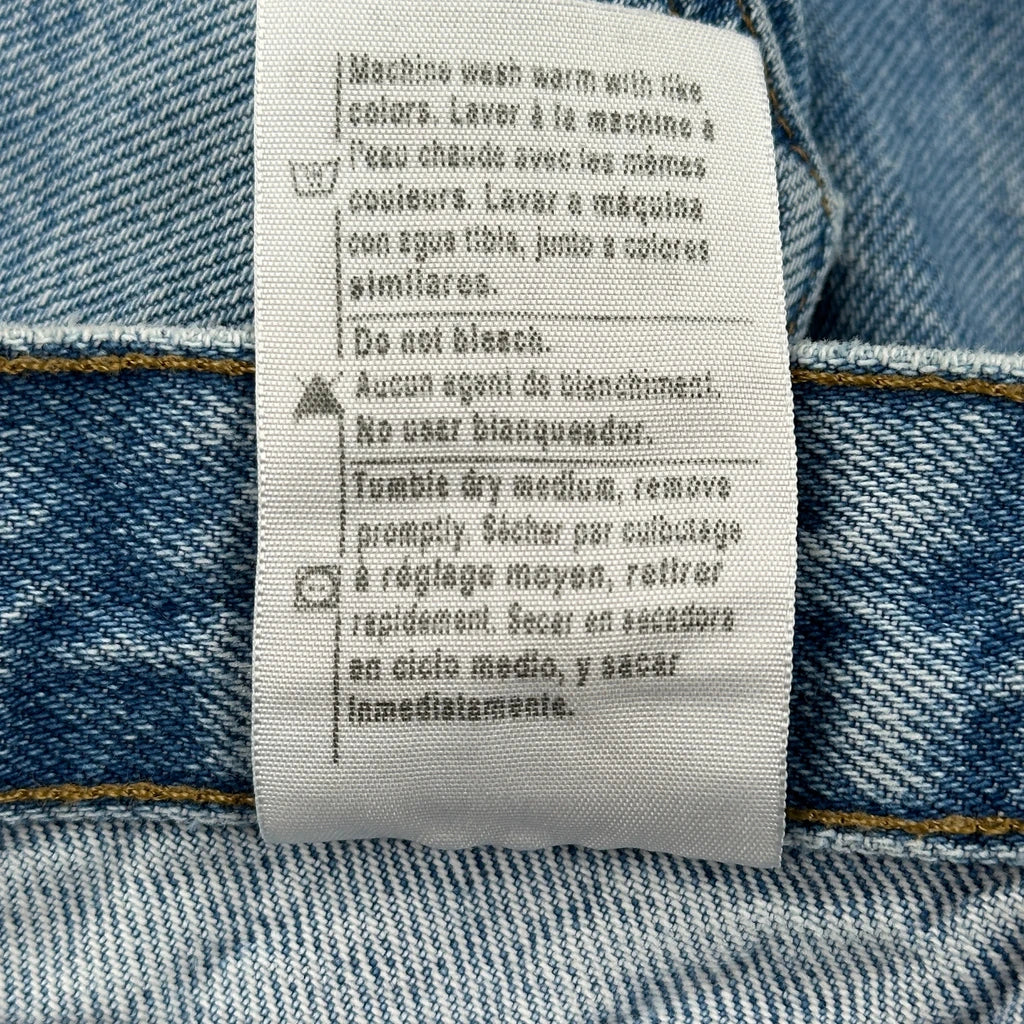 Machine wash warm with like
colors. Laver à la machine à
l'eau chaude avec les mêmes
couleurs. Lavar a máquina
con agua tibia, junto a colores
similares.
Do not bleach.
Aucun agent de blanchiment.
No usar blanqueador.
Tumble dry medium, remove
promptly. Sécher par culbutage
à réglage moyen, retirer
rapidement. Secar en secadora
en ciclo medio, y sacar
inmediatamente.